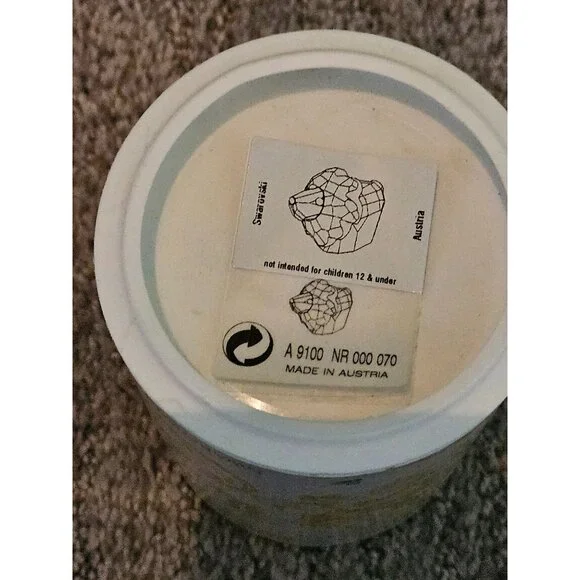 Swarovski
Austria
not intended for children 12 & under
A 9100 NR 000 070
MADE IN AUSTRIA